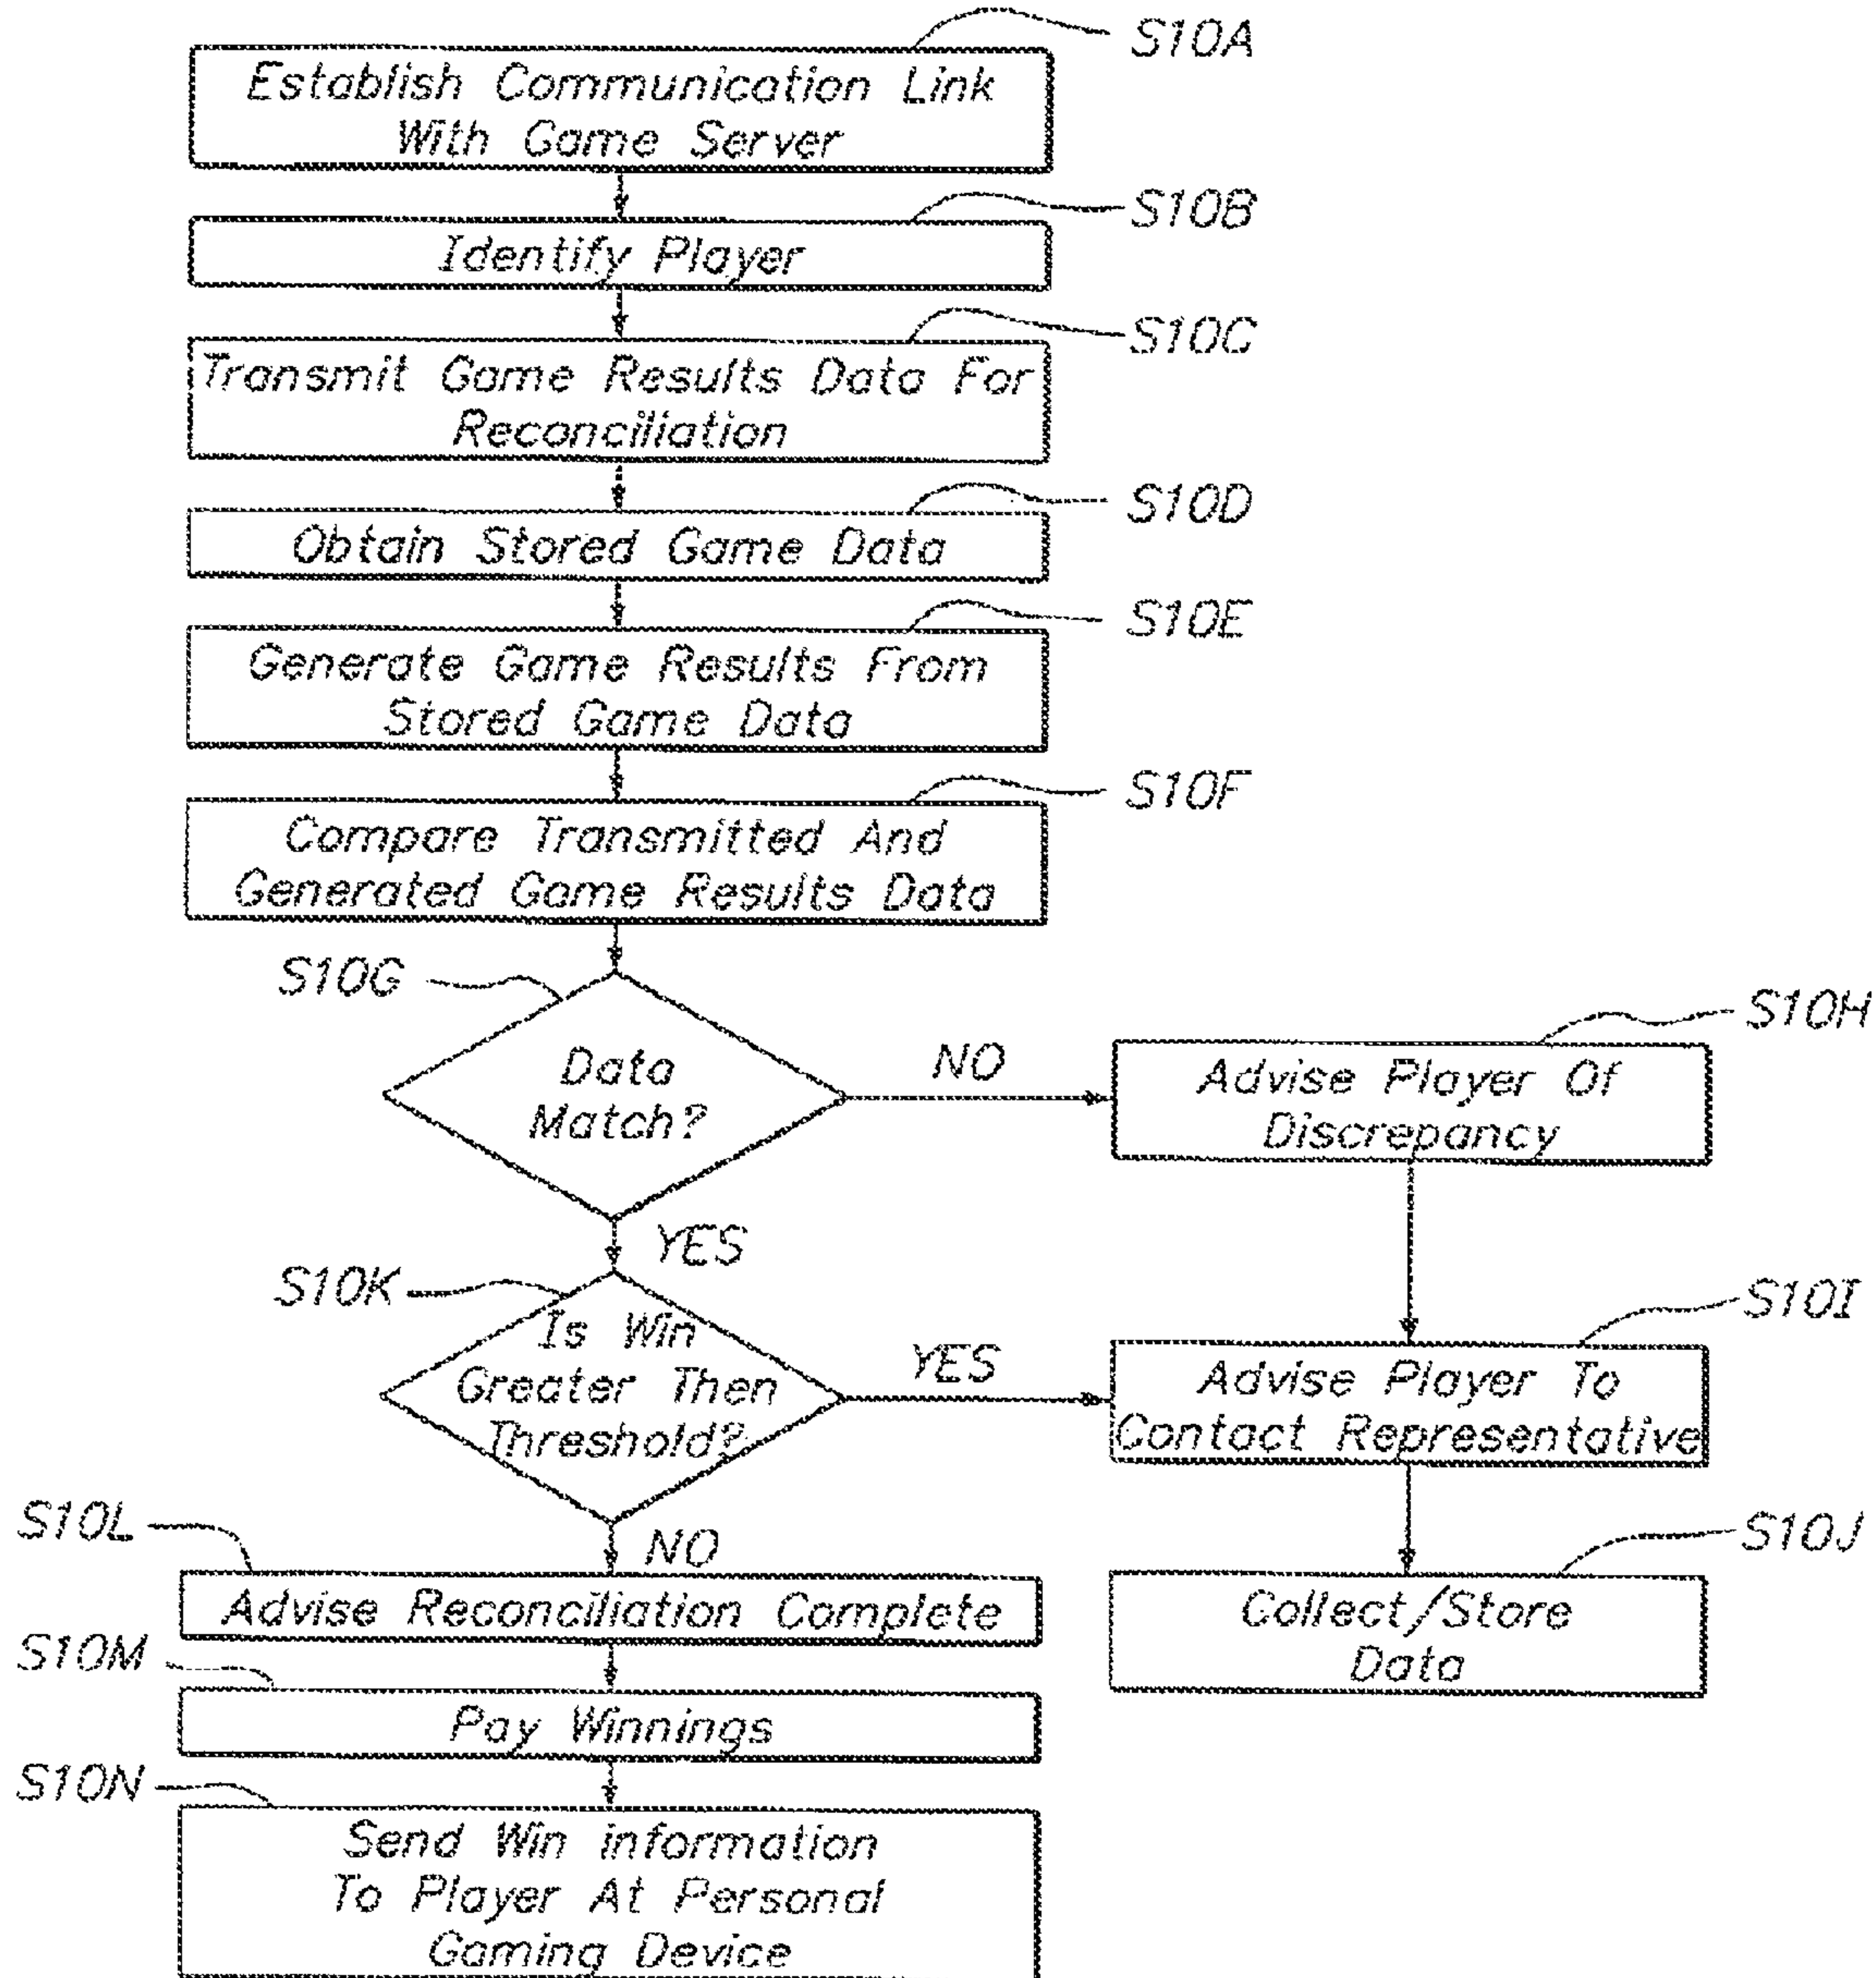 S10A
Establish Communication Link
With Game Server
S10B
Identify Player
S10C
Transmit Game Results Data For
Reconciliation
S10D
Obtain Stored Game Data
S10E
Generate Game Results From
Stored Game Data
S10F
Compare Transmitted And
Generated Game Results Data
S10G
Data
Match?
NO
S10H
Advise Player Of
Discrepancy
YES
S10K
Is Win
Greater Then
Threshold?
YES
S10I
Advise Player To
Contact Representative
NO
S10L
Advise Reconciliation Complete
S10J
Collect/Store
Data
S10M
Pay Winnings
S10N
Send Win information
To Player At Personal
Gaming Device